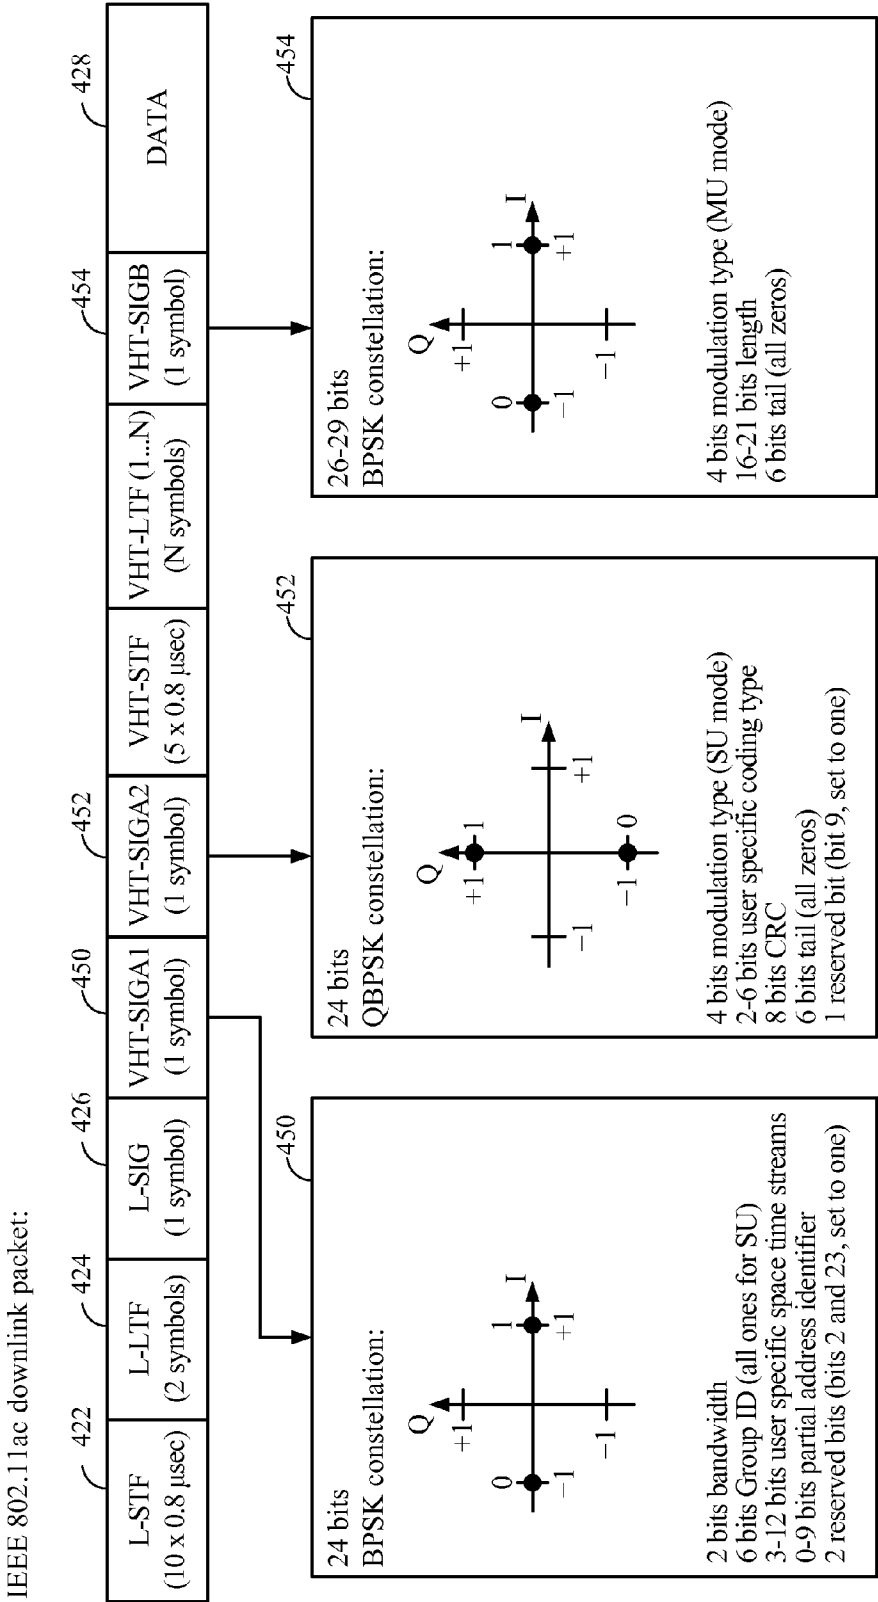 IEEE 802.11ac downlink packet:
422
424
426
450
452
454
428
L-STF
(10 x 0.8 μsec)
L-LTF
(2 symbols)
L-SIG
(1 symbol)
VHT-SIGA1
(1 symbol)
VHT-SIGA2
(1 symbol)
VHT-STF
(5 x 0.8 μsec)
VHT-LTF (1...N)
(N symbols)
VHT-SIGB
(1 symbol)
DATA
450
24 bits
BPSK constellation:
Q
+1
I
0
1
−1
+1
−1
2 bits bandwidth
6 bits Group ID (all ones for SU)
3-12 bits user specific space time streams
0-9 bits partial address identifier
2 reserved bits (bits 2 and 23, set to one)
452
24 bits
QBPSK constellation:
Q
+1
1
I
−1
+1
−1
0
4 bits modulation type (SU mode)
2-6 bits user specific coding type
8 bits CRC
6 bits tail (all zeros)
1 reserved bit (bit 9, set to one)
454
26-29 bits
BPSK constellation:
Q
+1
I
0
1
−1
+1
−1
4 bits modulation type (MU mode)
16-21 bits length
6 bits tail (all zeros)